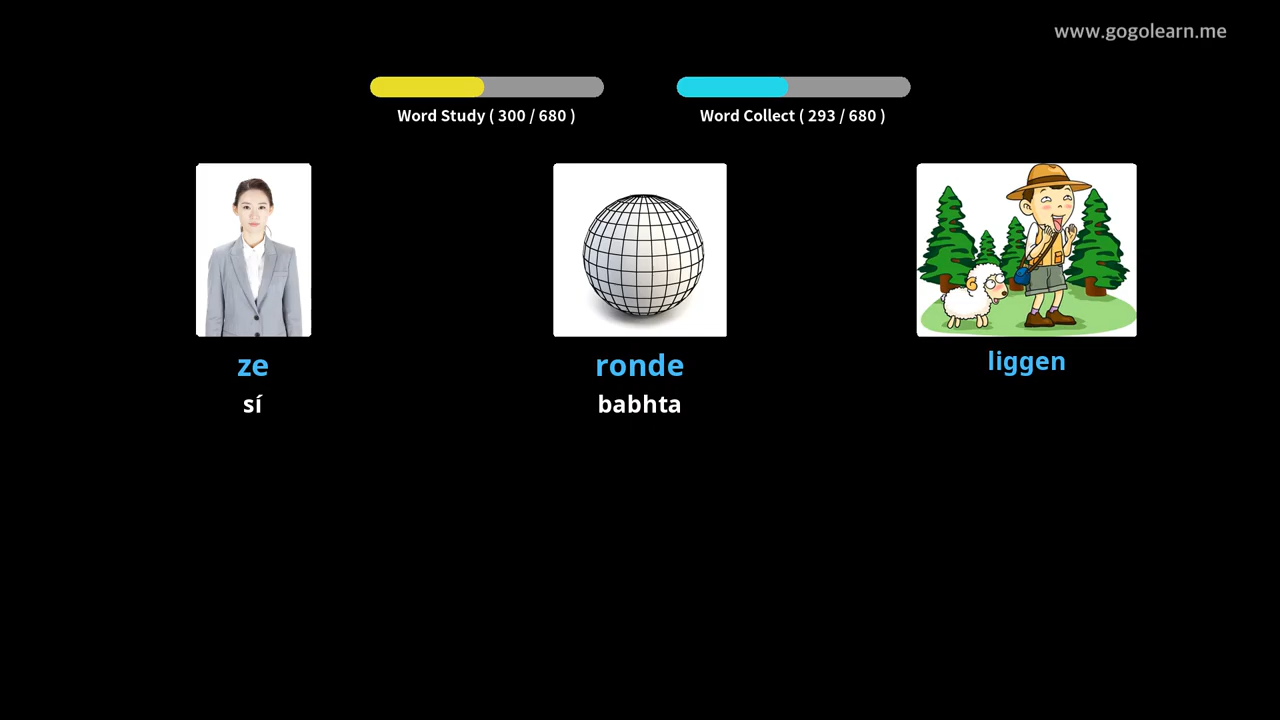 www.gogolearn.me
Word Study ( 300 / 680 )
Word Collect ( 293 / 680 )
ze
ronde
liggen
sí
babhta